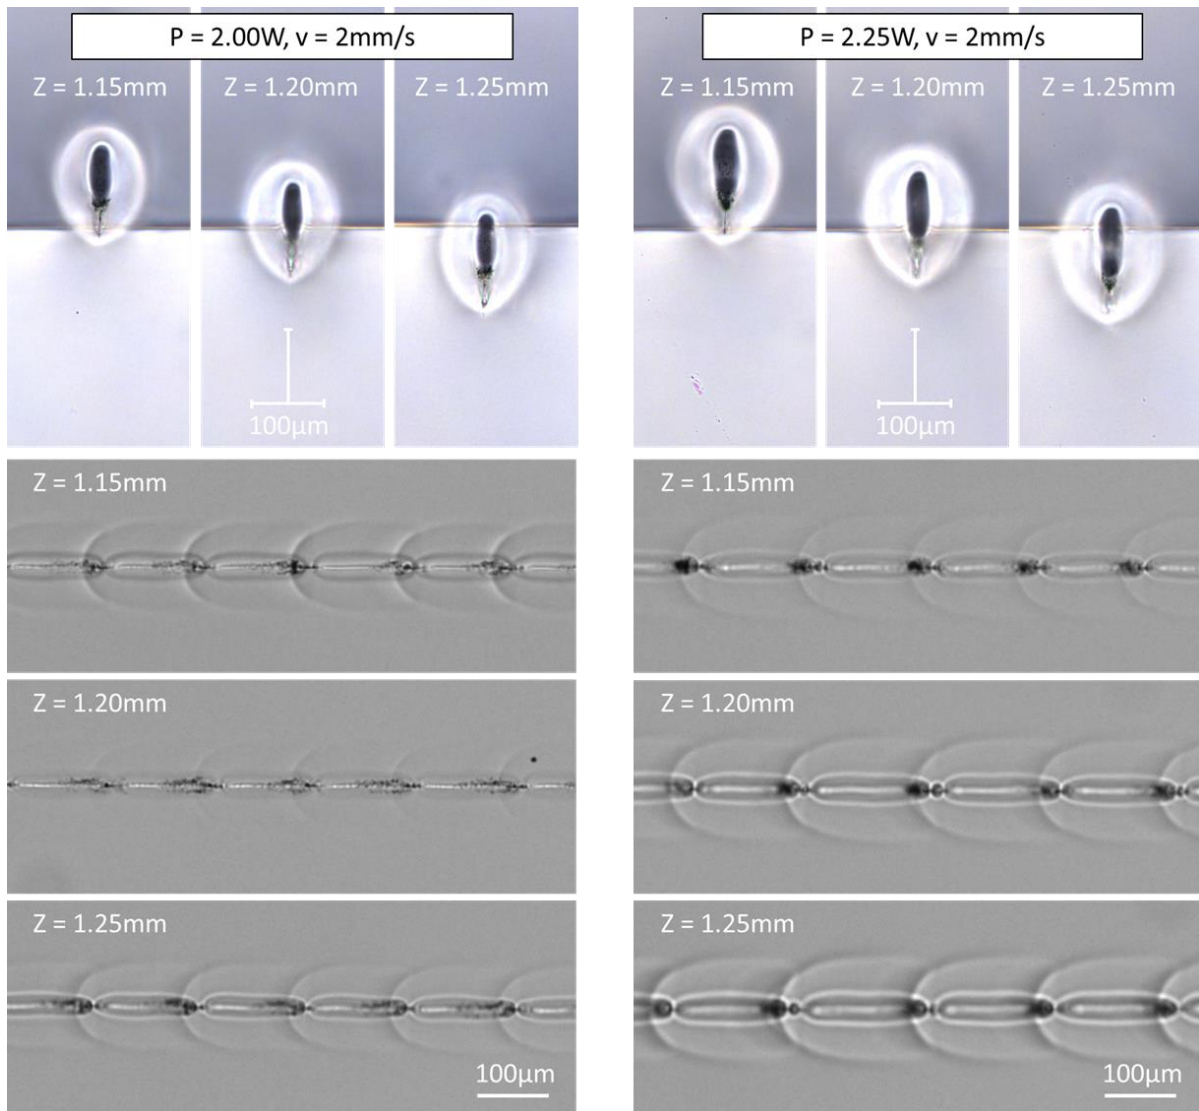 P = 2.00W, v = 2mm/s
Z = 1.15mm
Z = 1.20mm
Z = 1.25mm
100µm
Z = 1.15mm
Z = 1.20mm
Z = 1.25mm
100µm
P = 2.25W, v = 2mm/s
Z = 1.15mm
Z = 1.20mm
Z = 1.25mm
100µm
Z = 1.15mm
Z = 1.20mm
Z = 1.25mm
100µm